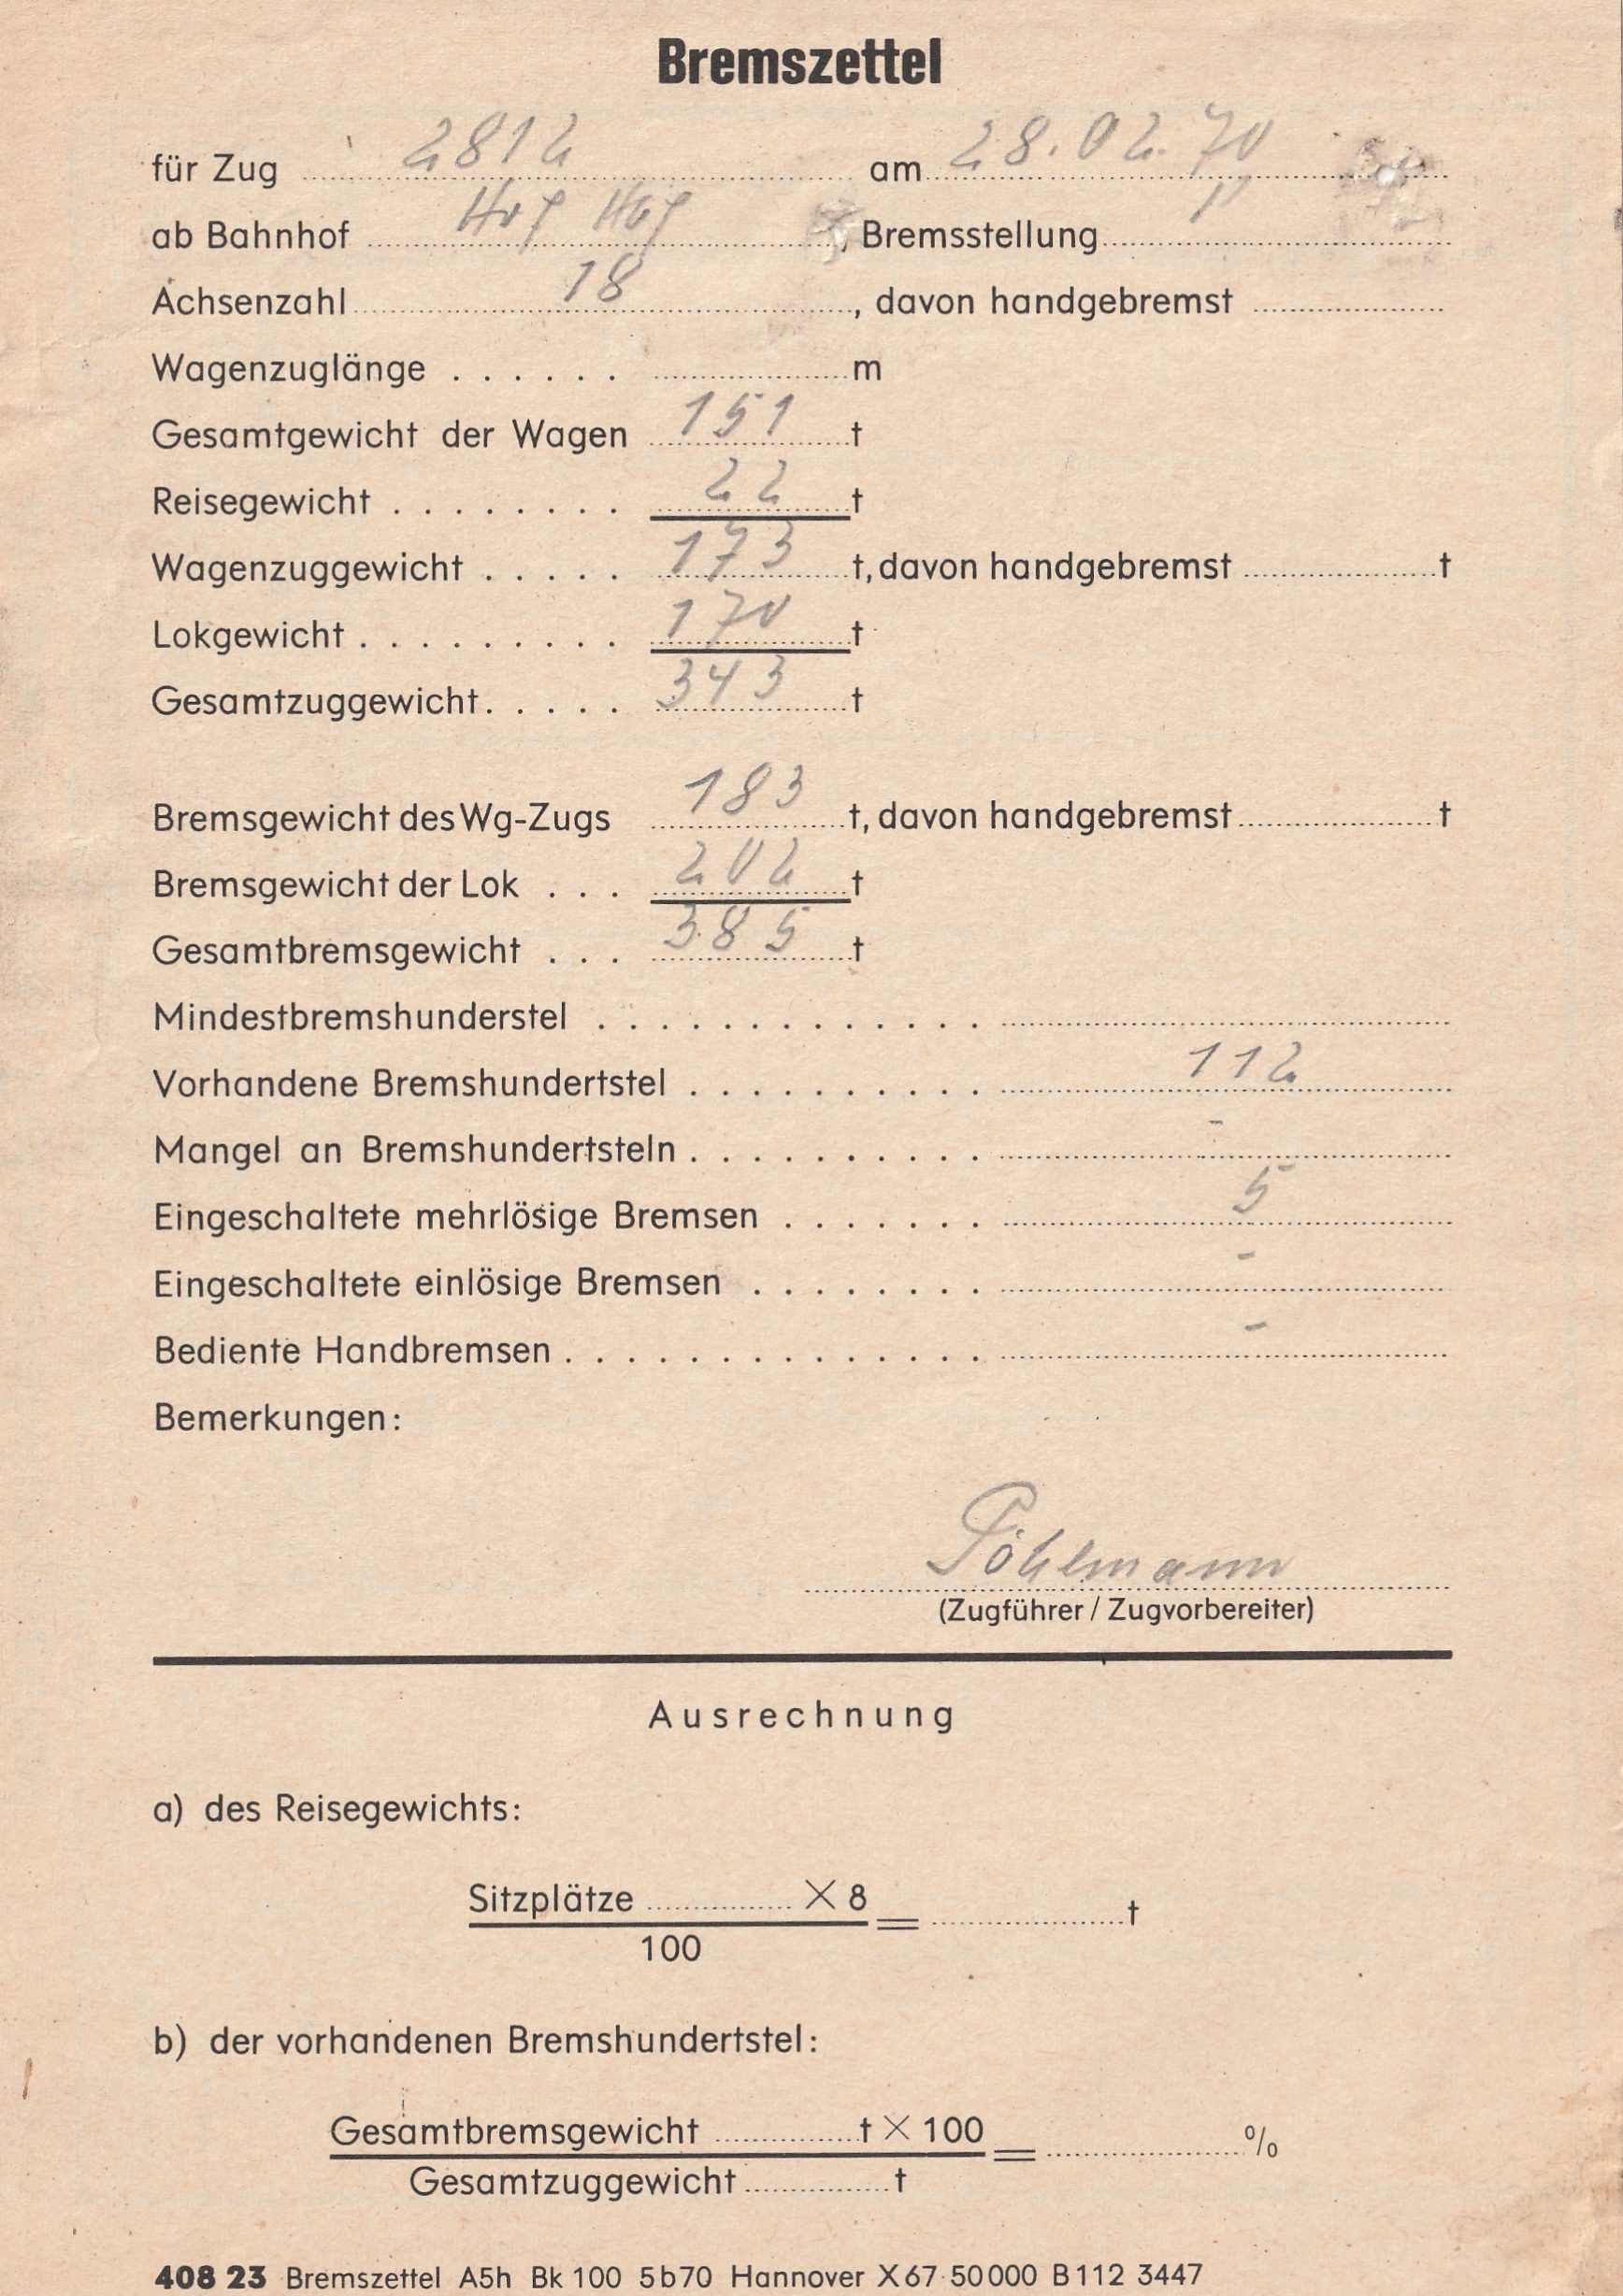 Bremszettel
für Zug 2812 am 28.02.70
ab Bahnhof Hof Hbf, Bremsstellung P
Achsenzahl 18, davon handgebremst
Wagenzuglänge . . . . . . m
Gesamtgewicht der Wagen 151 t
Reisegewicht . . . . . . . . 22 t
Wagenzuggewicht . . . . . 173 t, davon handgebremst t
Lokgewicht . . . . . . . . . 170 t
Gesamtzuggewicht . . . . . 343 t
Bremsgewicht des Wg-Zugs 183 t, davon handgebremst t
Bremsgewicht der Lok . . . 202 t
Gesamtbremsgewicht . . . 385 t
Mindestbremshunderstel . . . . . . . . . . . . .
Vorhandene Bremshundertstel . . . . . . . . . . 112
Mangel an Bremshundertsteln . . . . . . . . . . -
Eingeschaltete mehrlösige Bremsen . . . . . . . 5
Eingeschaltete einlösige Bremsen . . . . . . . . -
Bediente Handbremsen . . . . . . . . . . . . . . -
Bemerkungen:
Pöhlmann
(Zugführer / Zugvorbereiter)
Ausrechnung
a) des Reisegewichts:
Sitzplätze × 8 = t
100
b) der vorhandenen Bremshundertstel:
Gesamtbremsgewicht t × 100 = %
Gesamtzuggewicht t
408 23 Bremszettel A5h Bk 100 5b70 Hannover X 67 50000 B 112 3447